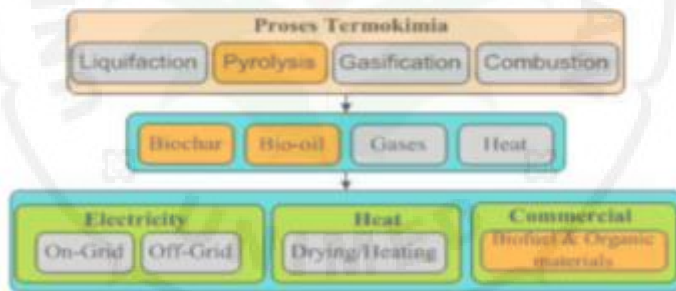 Proses Termokimia
Liquifaction Pyrolysis Gasification Combustion
Biochar Bio-oil Gases Heat
Electricity Heat Commercial
On-Grid Off-Grid Drying/Heating Biofuel & Organic
materials